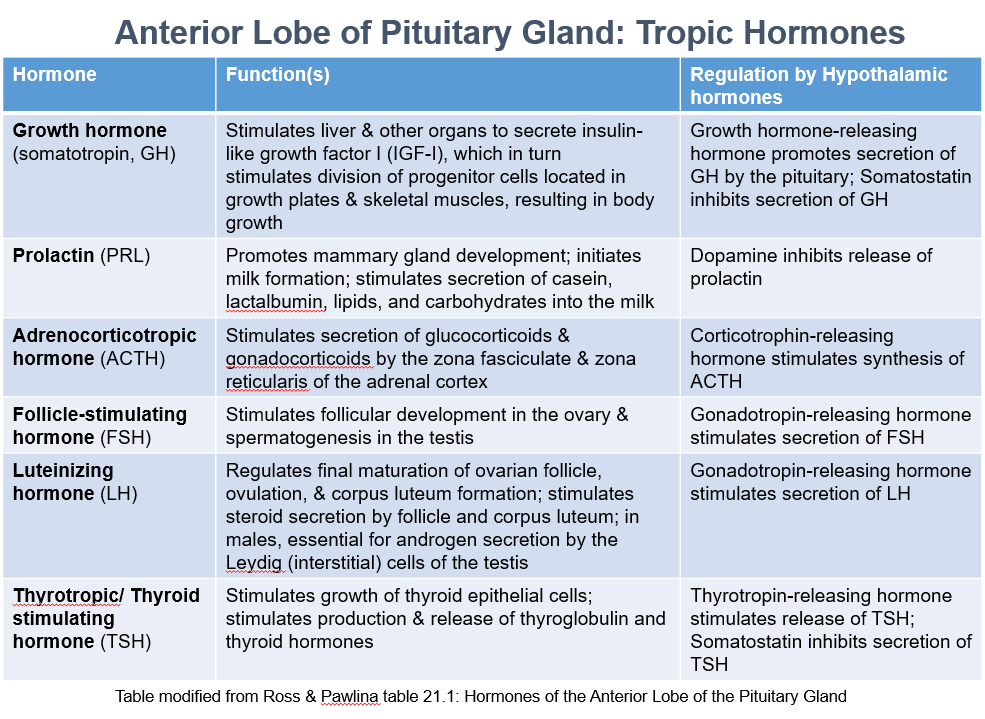 Anterior Lobe of Pituitary Gland: Tropic Hormones
Hormone
Function(s)
Regulation by Hypothalamic
hormones
Growth hormone
(somatotropin, GH)
Stimulates liver & other organs to secrete insulin-
like growth factor I (IGF-I), which in turn
stimulates division of progenitor cells located in
growth plates & skeletal muscles, resulting in body
growth
Growth hormone-releasing
hormone promotes secretion of
GH by the pituitary; Somatostatin
inhibits secretion of GH
Prolactin (PRL)
Promotes mammary gland development; initiates
milk formation; stimulates secretion of casein,
lactalbumin, lipids, and carbohydrates into the milk
Dopamine inhibits release of
prolactin
Adrenocorticotropic
hormone (ACTH)
Stimulates secretion of glucocorticoids &
gonadocorticoids by the zona fasciculate & zona
reticularis of the adrenal cortex
Corticotrophin-releasing
hormone stimulates synthesis of
ACTH
Follicle-stimulating
hormone (FSH)
Stimulates follicular development in the ovary &
spermatogenesis in the testis
Gonadotropin-releasing hormone
stimulates secretion of FSH
Luteinizing
hormone (LH)
Regulates final maturation of ovarian follicle,
ovulation, & corpus luteum formation; stimulates
steroid secretion by follicle and corpus luteum; in
males, essential for androgen secretion by the
Leydig (interstitial) cells of the testis
Gonadotropin-releasing hormone
stimulates secretion of LH
Thyrotropic/ Thyroid
stimulating
hormone (TSH)
Stimulates growth of thyroid epithelial cells;
stimulates production & release of thyroglobulin and
thyroid hormones
Thyrotropin-releasing hormone
stimulates release of TSH;
Somatostatin inhibits secretion of
TSH
Table modified from Ross & Pawlina table 21.1: Hormones of the Anterior Lobe of the Pituitary Gland